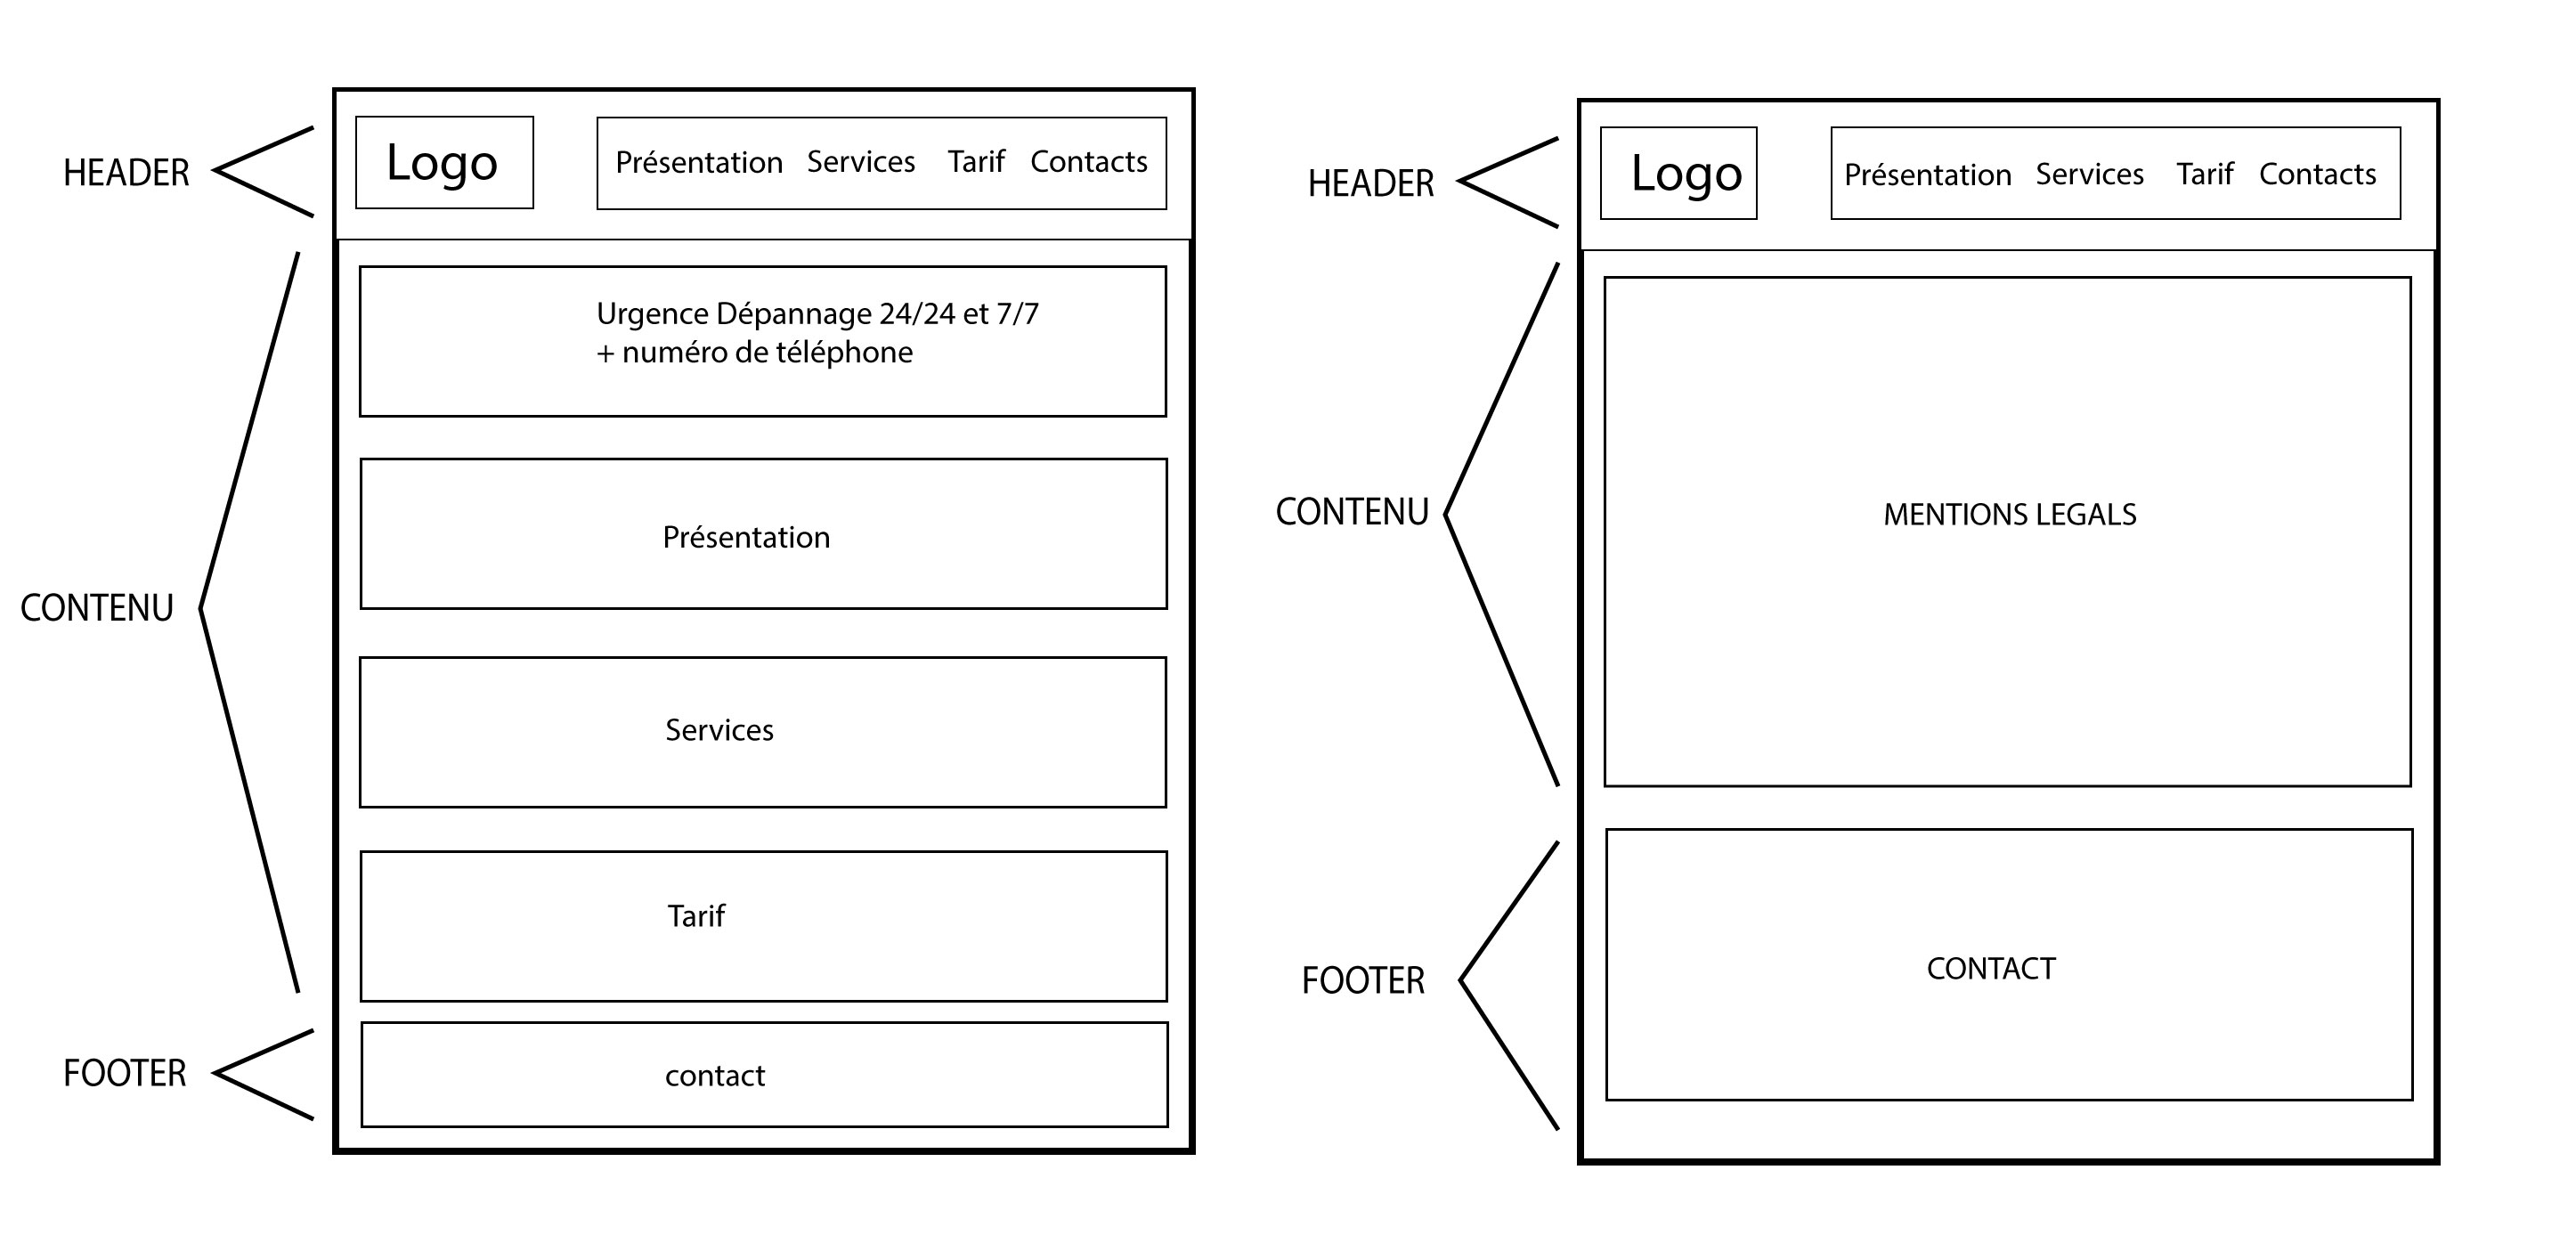 HEADER
Logo
Présentation Services Tarif Contacts
CONTENU
Urgence Dépannage 24/24 et 7/7
+ numéro de téléphone
Présentation
Services
Tarif
FOOTER
contact
HEADER
Logo
Présentation Services Tarif Contacts
CONTENU
MENTIONS LEGALS
FOOTER
CONTACT